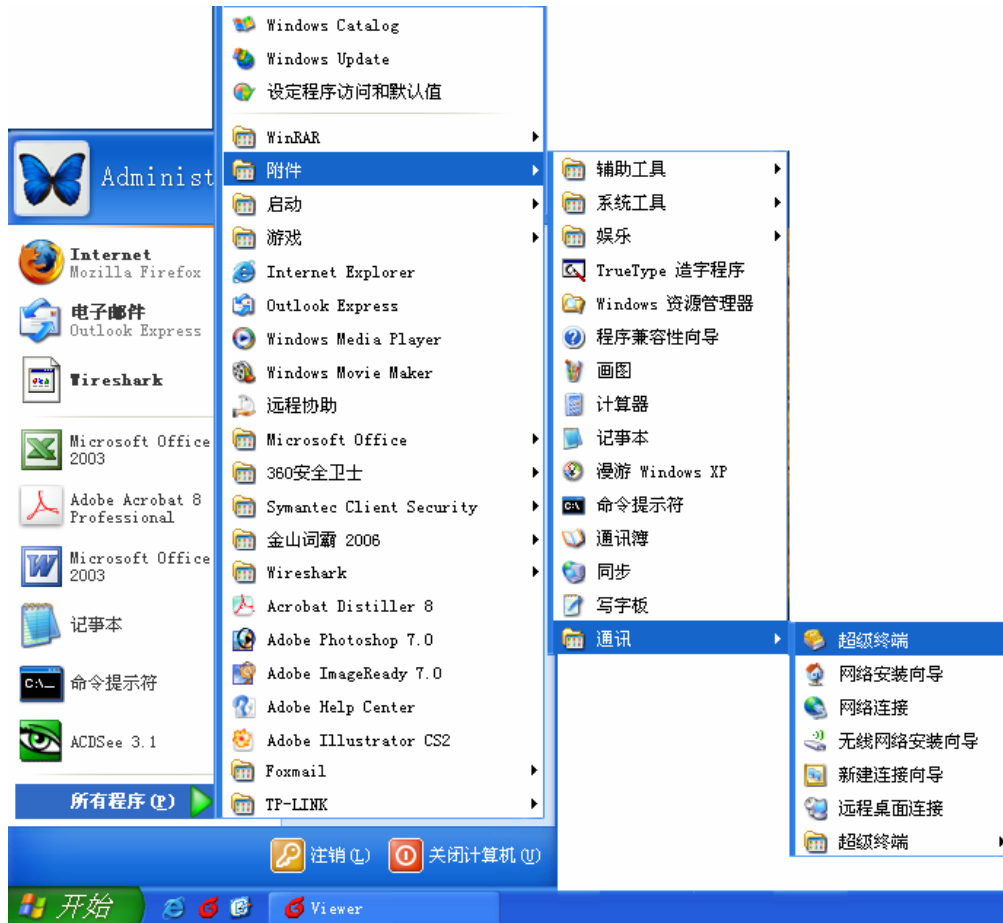 Windows Catalog
Windows Update
设定程序访问和默认值
WinRAR
附件
启动
游戏
Internet Explorer
Outlook Express
Windows Media Player
Windows Movie Maker
远程协助
Microsoft Office
360安全卫士
Symantec Client Security
金山词霸 2006
Wireshark
Acrobat Distiller 8
Adobe Photoshop 7.0
Adobe ImageReady 7.0
Adobe Help Center
Adobe Illustrator CS2
Foxmail
TP-LINK
Administ
Internet
Mozilla Firefox
电子邮件
Outlook Express
Wireshark
Microsoft Office
2003
Adobe Acrobat 8
Professional
Microsoft Office
2003
记事本
C:\_
命令提示符
ACDSee 3.1
所有程序(P)
辅助工具
系统工具
娱乐
TrueType 造字程序
Windows 资源管理器
程序兼容性向导
画图
计算器
记事本
漫游 Windows XP
C:\
命令提示符
通讯簿
同步
写字板
通讯
超级终端
网络安装向导
网络连接
无线网络安装向导
新建连接向导
远程桌面连接
超级终端
注销(L)
关闭计算机(U)
开始
Viewer